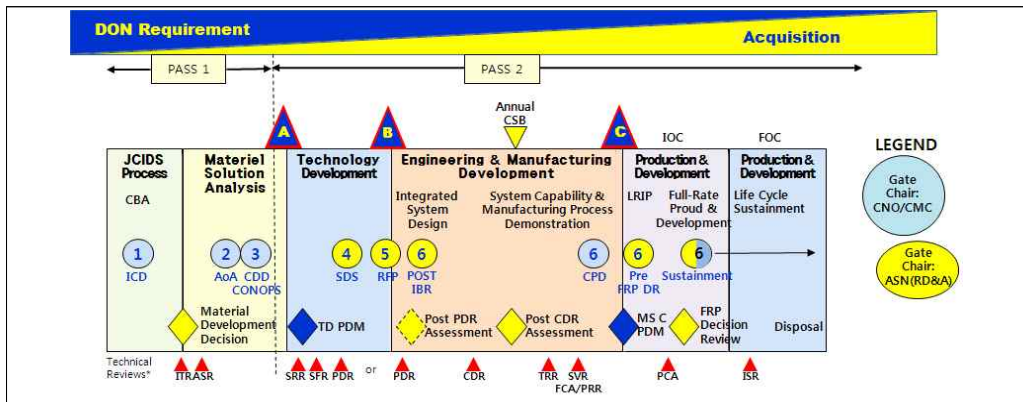 DON Requirement
Acquisition
PASS 1
PASS 2
Annual
CSB
A
B
C
IOC
FOC
JCIDS
Process
CBA
Materiel
Solution
Analysis
Technology
Development
Engineering & Manufacturing
Development
Integrated
System
Design
System Capability &
Manufacturing Process
Demonstration
Production &
Development
LRIP
Full-Rate
Proud &
Development
Production &
Development
Life Cycle
Sustainment
1
ICD
2
AoA
3
CDD
CONOPS
4
SDS
5
RFP
6
POST
IBR
6
CPD
6
Pre
FRP DR
6
Sustainment
Material
Development
Decision
TD PDM
Post PDR
Assessment
Post CDR
Assessment
MS C
PDM
FRP
Decision
Review
Disposal
Technical
Reviews*
ITRA
ASR
SRR
SFR
PDR
or
PDR
CDR
TRR
SVR
FCA/PRR
PCA
ISR
LEGEND
Gate
Chair:
CNO/CMC
Gate
Chair:
ASN(RD&A)